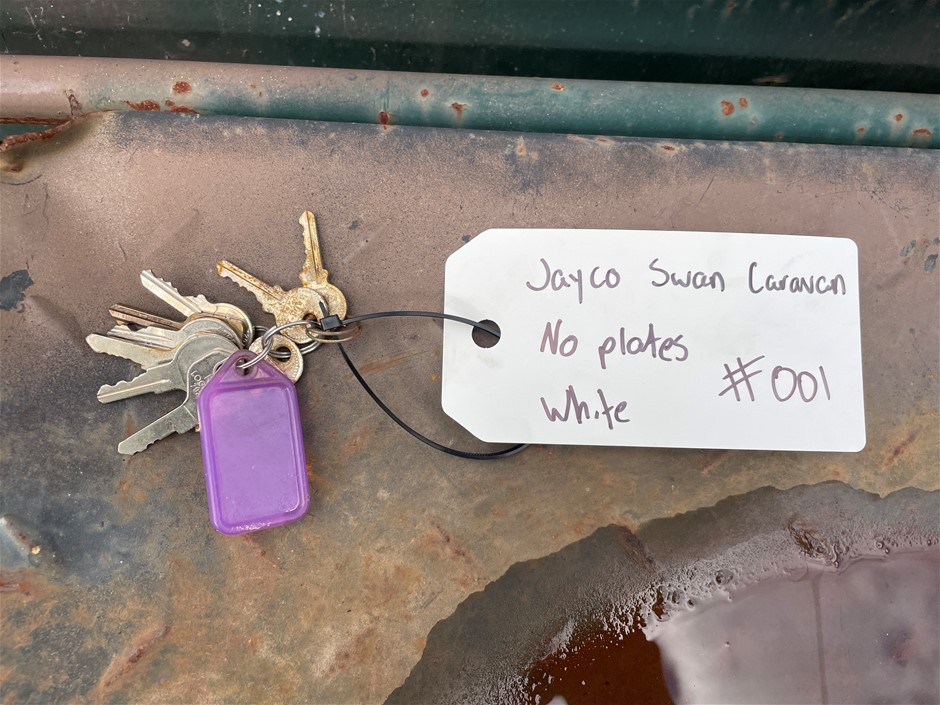 Jayco Swan Caravan
No plates
White #001